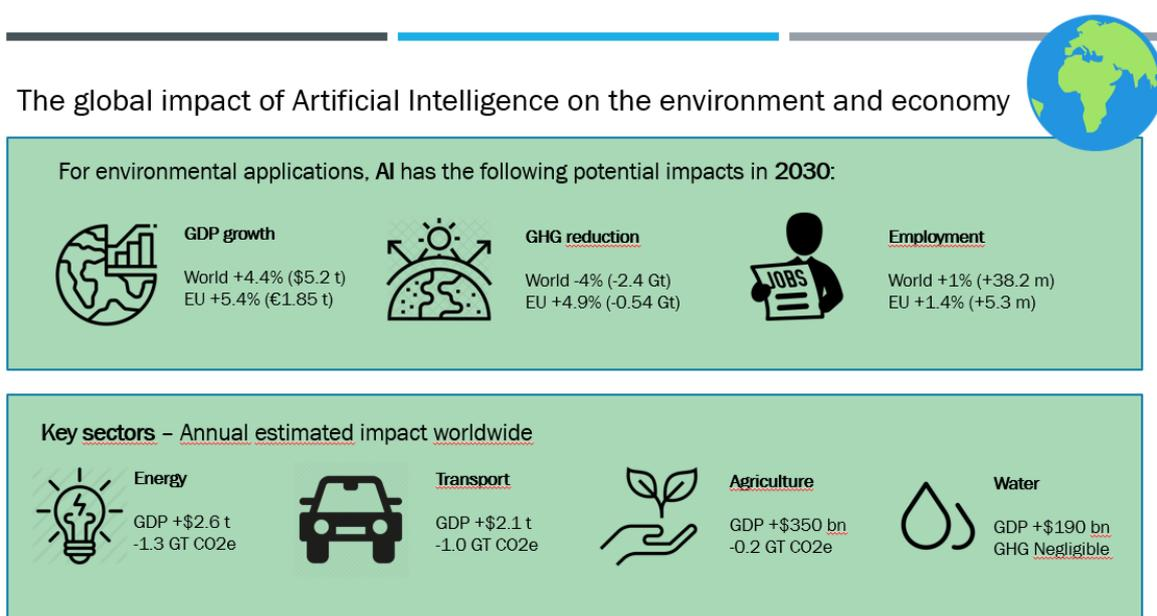 The global impact of Artificial Intelligence on the environment and economy
For environmental applications, AI has the following potential impacts in 2030:
GDP growth
World +4.4% ($5.2 t)
EU +5.4% (€1.85 t)
GHG reduction
World -4% (-2.4 Gt)
EU +4.9% (-0.54 Gt)
JOBS
Employment
World +1% (+38.2 m)
EU +1.4% (+5.3 m)
Key sectors – Annual estimated impact worldwide
Energy
GDP +$2.6 t
-1.3 GT CO2e
Transport
GDP +$2.1 t
-1.0 GT CO2e
Agriculture
GDP +$350 bn
-0.2 GT CO2e
Water
GDP +$190 bn
GHG Negligible